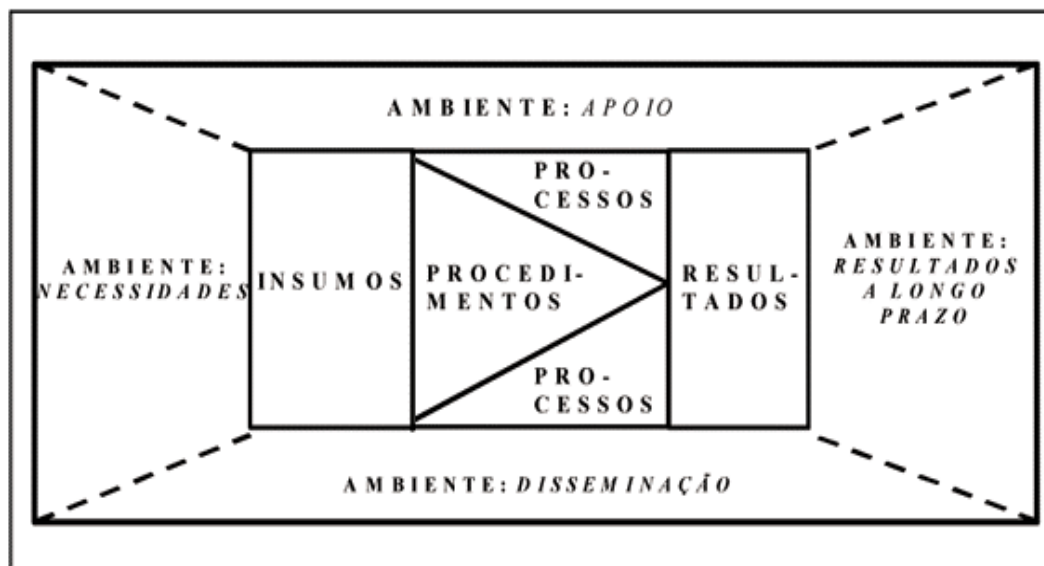 AMBIENTE: APOIO
PRO-
CESSOS
AMBIENTE:
NECESSIDADES
INSUMOS
PROCEDI-
MENTOS
RESUL-
TADOS
AMBIENTE:
RESULTADOS
A LONGO
PRAZO
PRO-
CESSOS
AMBIENTE: DISSEMINAÇÃO